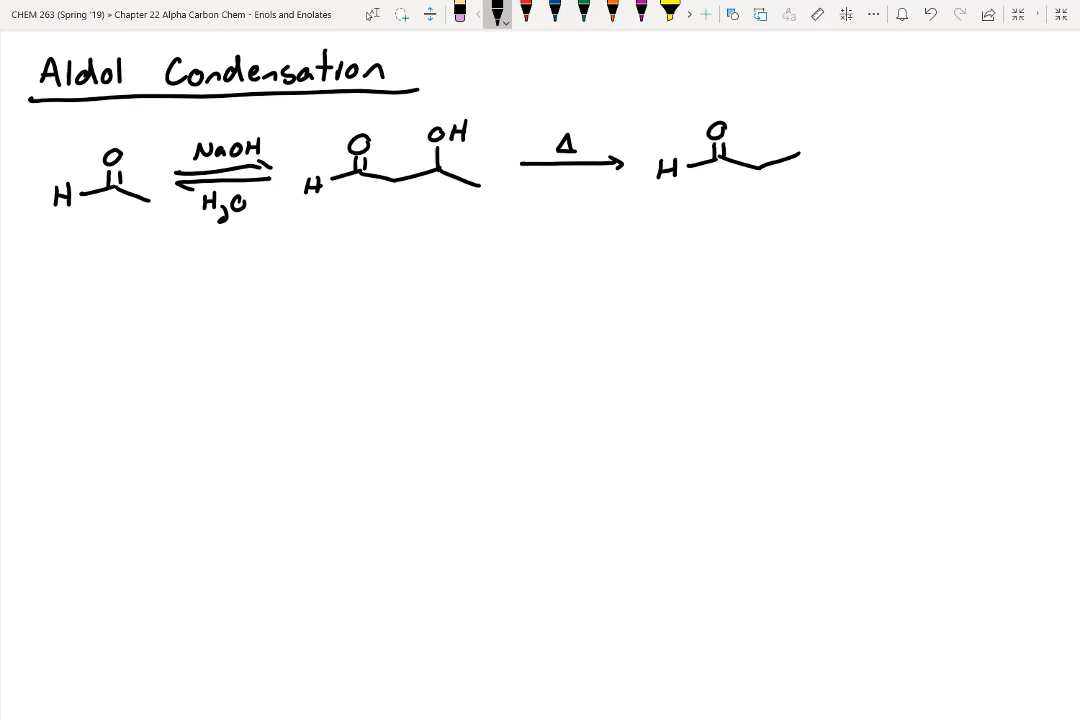 CHEM 263 (Spring '19) » Chapter 22 Alpha Carbon Chem - Enols and Enolates
Aldol Condensation
O H NaOH H₂O O H OH Δ O H